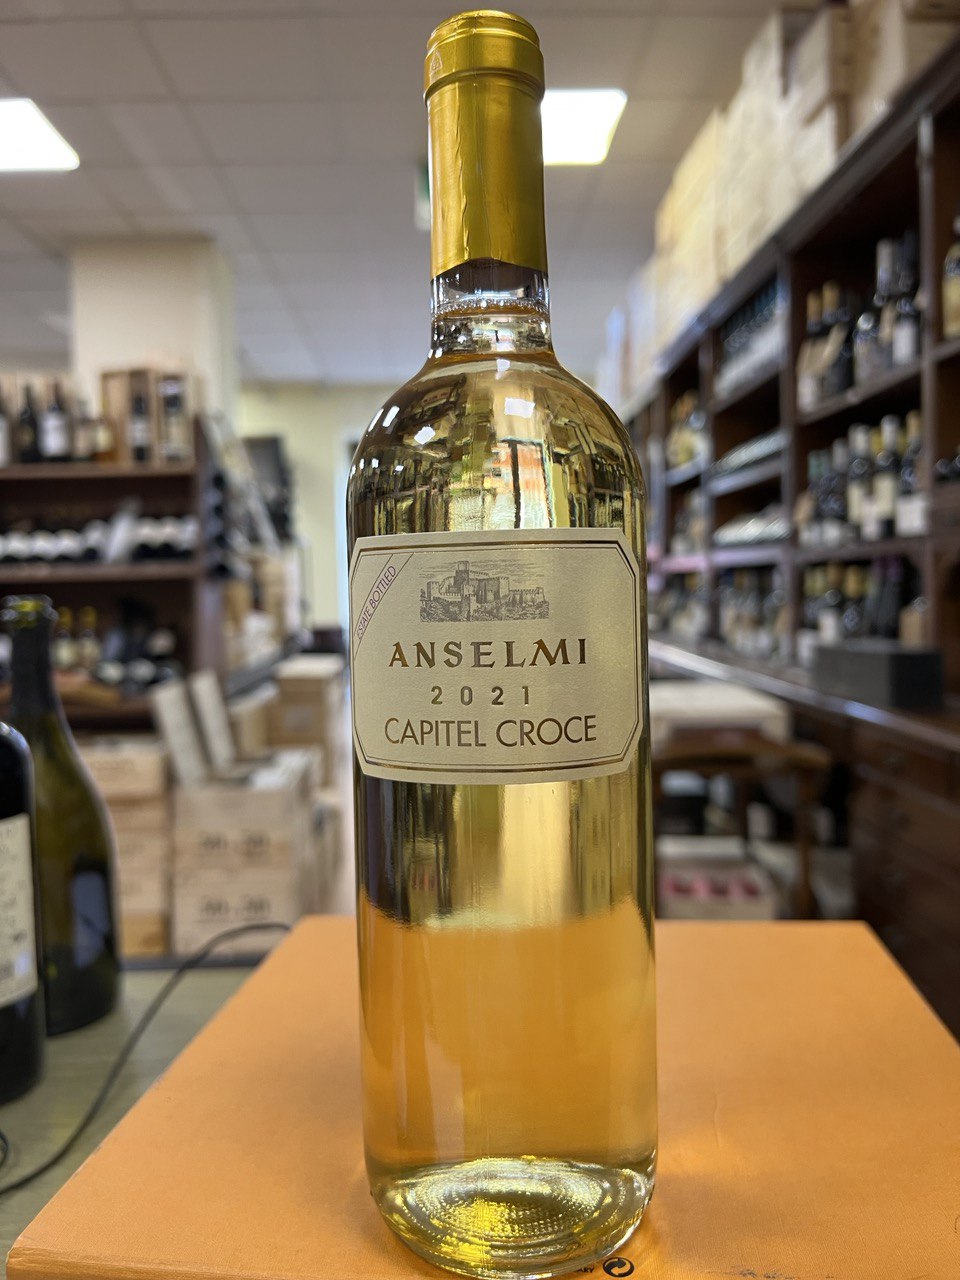 ESTATE BOTTLED
ANSELMI
2021
CAPITEL CROCE